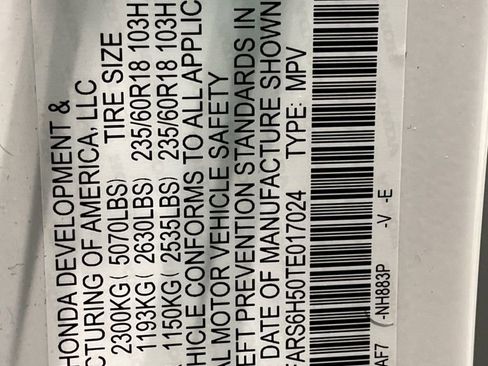 HONDA DEVELOPMENT &
CTURING OF AMERICA, LLC
TIRE SIZE
2300KG ( 5070LBS)
1193KG ( 2630LBS) 235/60R18 103H
1150KG ( 2535LBS) 235/60R18 103H
HICLE CONFORMS TO ALL APPLIC
AL MOTOR VEHICLE SAFETY
EFT PREVENTION STANDARDS IN
DATE OF MANUFACTURE SHOWN
FARS6H50TE017024 TYPE: MPV
AF7 (-NH883P -V -E